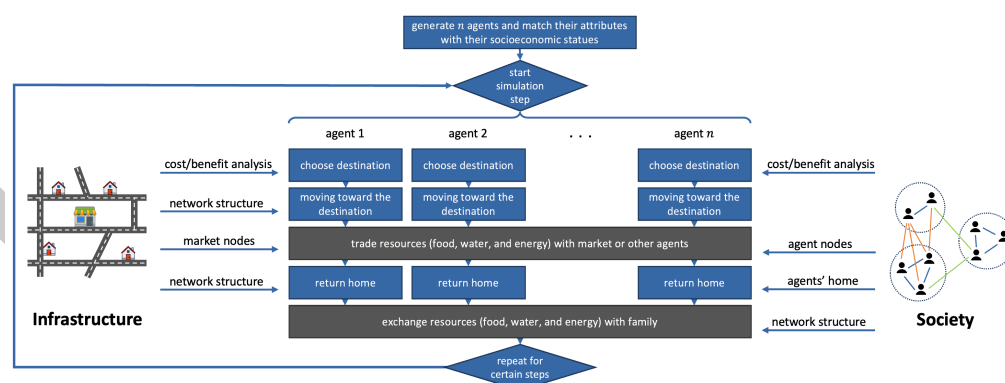 generate n agents and match their attributes
with their socioeconomic statues
start
simulation
step
agent 1
agent 2
. . .
agent n
cost/benefit analysis
choose destination
choose destination
choose destination
cost/benefit analysis
network structure
moving toward the
destination
moving toward the
destination
moving toward the
destination
market nodes
trade resources (food, water, and energy) with market or other agents
agent nodes
network structure
return home
return home
return home
agents' home
Infrastructure
exchange resources (food, water, and energy) with family
network structure
Society
repeat for
certain steps